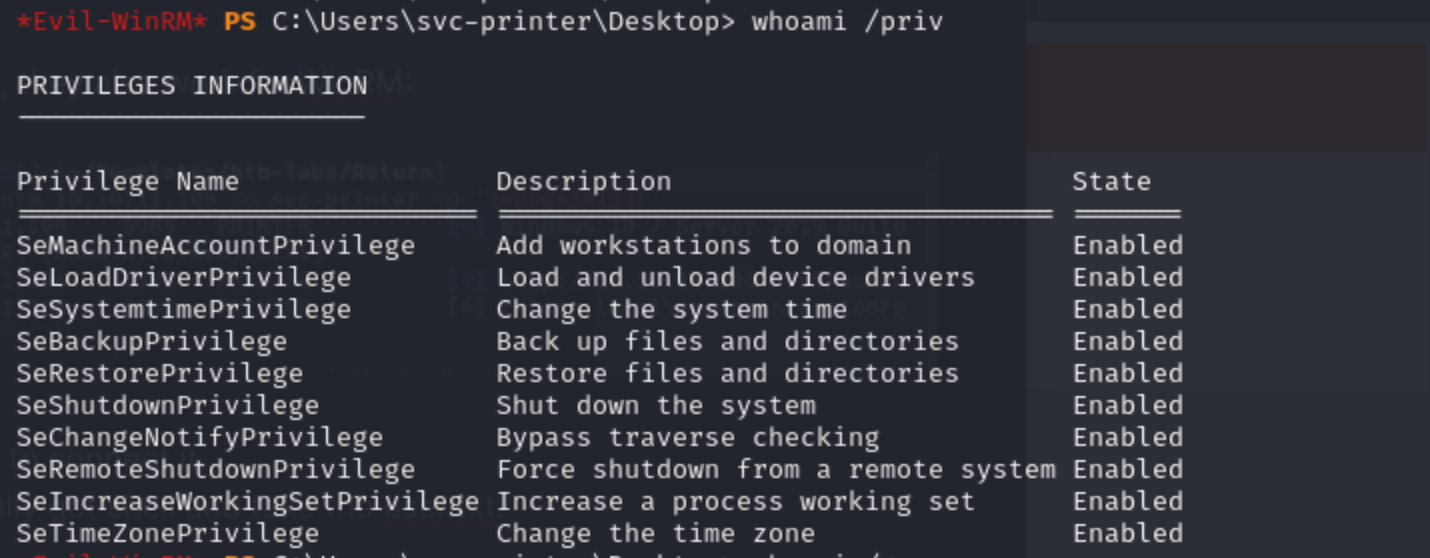 *Evil-WinRM* PS C:\Users\svc-printer\Desktop> whoami /priv
PRIVILEGES INFORMATION
Privilege Name Description State
SeMachineAccountPrivilege Add workstations to domain Enabled
SeLoadDriverPrivilege Load and unload device drivers Enabled
SeSystemtimePrivilege Change the system time Enabled
SeBackupPrivilege Back up files and directories Enabled
SeRestorePrivilege Restore files and directories Enabled
SeShutdownPrivilege Shut down the system Enabled
SeChangeNotifyPrivilege Bypass traverse checking Enabled
SeRemoteShutdownPrivilege Force shutdown from a remote system Enabled
SeIncreaseWorkingSetPrivilege Increase a process working set Enabled
SeTimeZonePrivilege Change the time zone Enabled